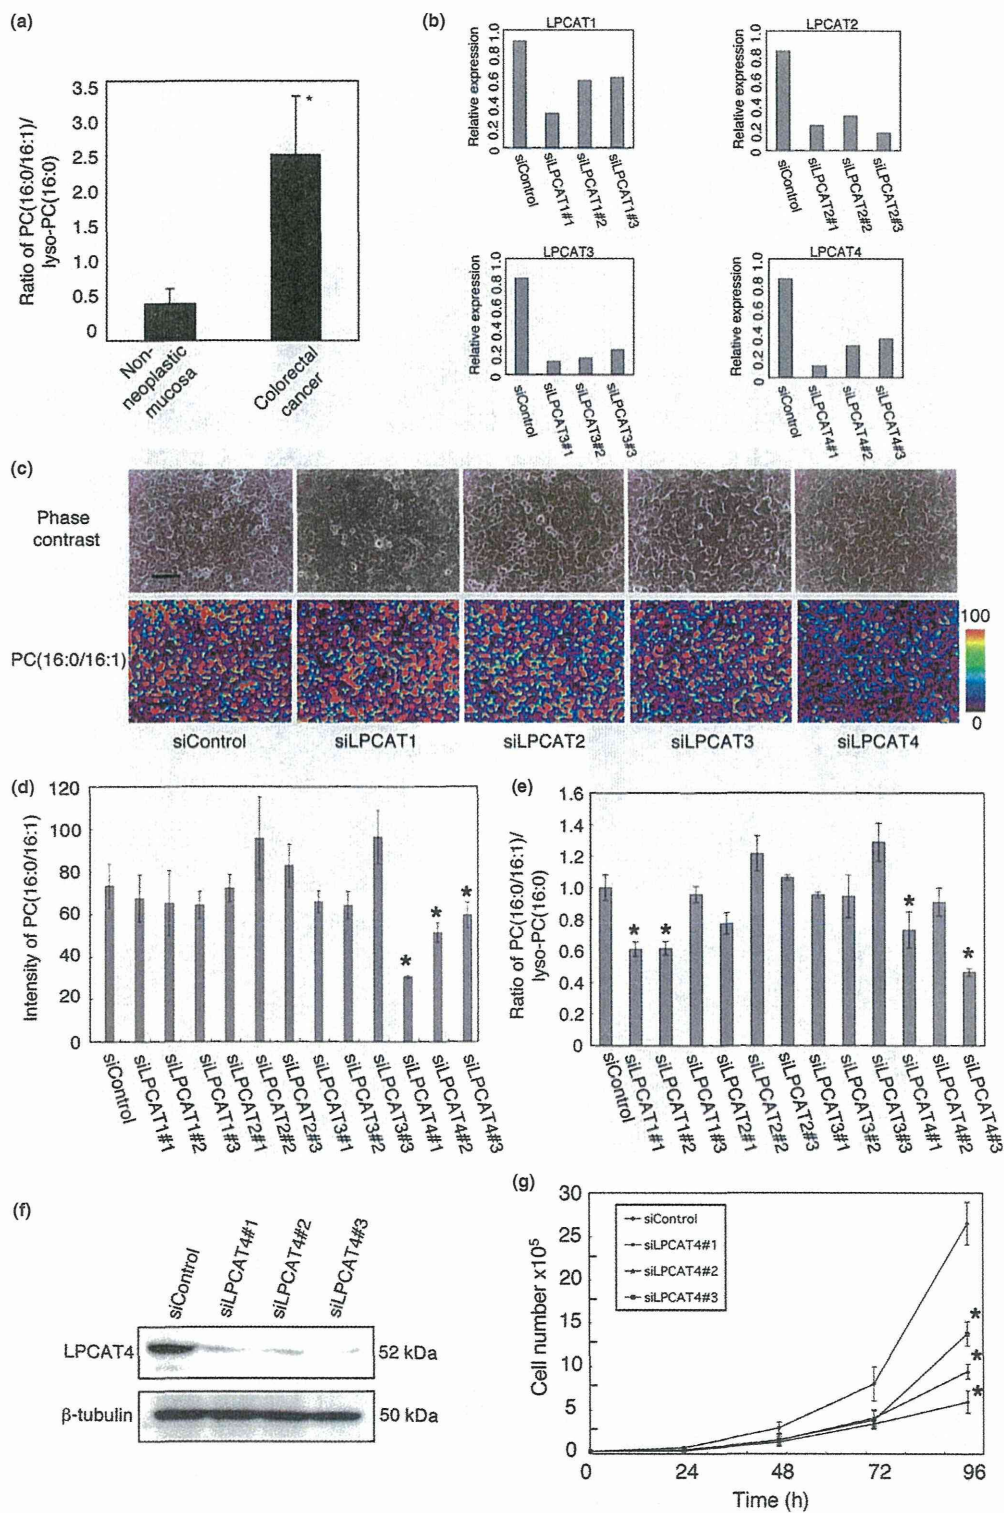 (a)
3.5
3.0
2.5
2.0
1.5
1.0
0.5
0
Ratio of PC(16:0/16:1)/
lyso-PC(16:0)
*
Non-
neoplastic
mucosa
Colorectal
cancer
(b)
LPCAT1
Relative expression
0 0.2 0.4 0.6 0.8 1.0
siControl
siLPCAT1#1
siLPCAT1#2
siLPCAT1#3
LPCAT2
Relative expression
0 0.2 0.4 0.6 0.8 1.0
siControl
siLPCAT2#1
siLPCAT2#2
siLPCAT2#3
LPCAT3
Relative expression
0 0.2 0.4 0.6 0.8 1.0
siControl
siLPCAT3#1
siLPCAT3#2
siLPCAT3#3
LPCAT4
Relative expression
0 0.2 0.4 0.6 0.8 1.0
siControl
siLPCAT4#1
siLPCAT4#2
siLPCAT4#3
(c)
Phase
contrast
PC(16:0/16:1)
100
0
siControl
siLPCAT1
siLPCAT2
siLPCAT3
siLPCAT4
(d)
120
100
80
60
40
20
0
Intensity of PC(16:0/16:1)
* * *
siControl
siLPCAT1#1
siLPCAT1#2
siLPCAT1#3
siLPCAT2#1
siLPCAT2#2
siLPCAT2#3
siLPCAT3#1
siLPCAT3#2
siLPCAT3#3
siLPCAT4#1
siLPCAT4#2
siLPCAT4#3
(e)
1.6
1.4
1.2
1.0
0.8
0.6
0.4
0.2
0
Ratio of PC(16:0/16:1)/
lyso-PC(16:0)
* * * *
siControl
siLPCAT1#1
siLPCAT1#2
siLPCAT1#3
siLPCAT2#1
siLPCAT2#2
siLPCAT2#3
siLPCAT3#1
siLPCAT3#2
siLPCAT3#3
siLPCAT4#1
siLPCAT4#2
siLPCAT4#3
(f)
siControl
siLPCAT4#1
siLPCAT4#2
siLPCAT4#3
LPCAT4
52 kDa
β-tubulin
50 kDa
(g)
30
25
20
15
10
5
0
Cell number x10⁵
siControl
siLPCAT4#1
siLPCAT4#2
siLPCAT4#3
*
*
*
0 24 48 72 96
Time (h)